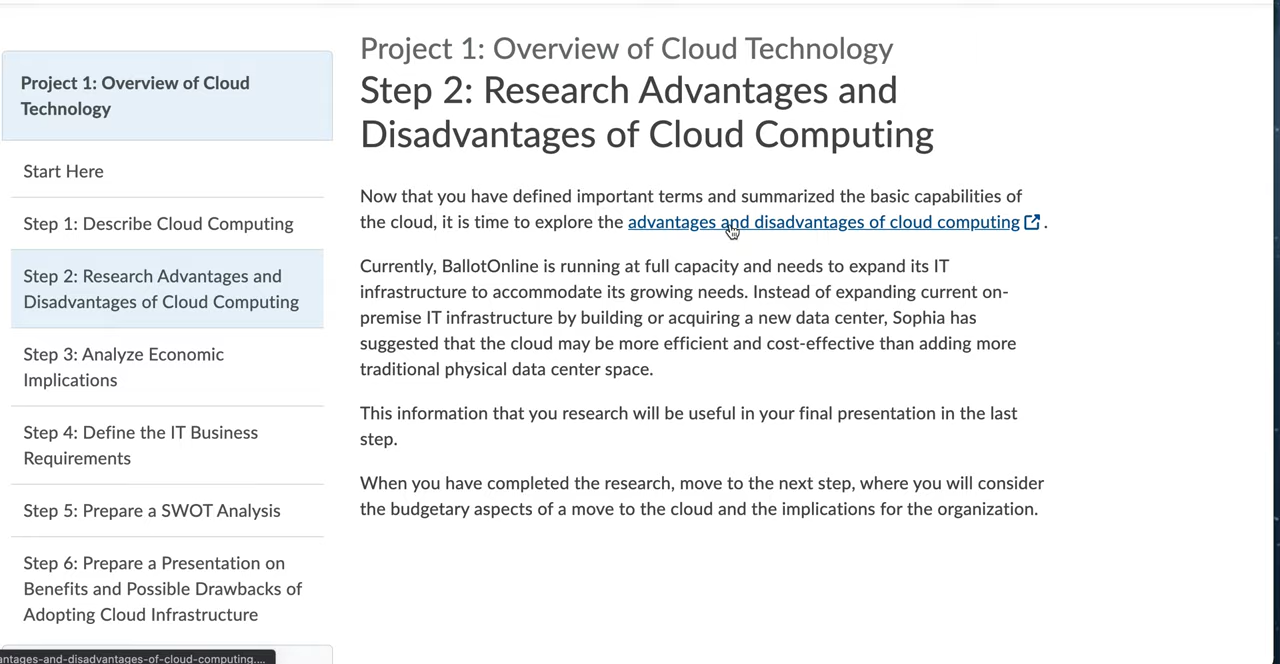 Project 1: Overview of Cloud
Technology
Start Here
Step 1: Describe Cloud Computing
Step 2: Research Advantages and
Disadvantages of Cloud Computing
Step 3: Analyze Economic
Implications
Step 4: Define the IT Business
Requirements
Step 5: Prepare a SWOT Analysis
Step 6: Prepare a Presentation on
Benefits and Possible Drawbacks of
Adopting Cloud Infrastructure
Project 1: Overview of Cloud Technology
Step 2: Research Advantages and
Disadvantages of Cloud Computing
Now that you have defined important terms and summarized the basic capabilities of
the cloud, it is time to explore the advantages and disadvantages of cloud computing .
Currently, BallotOnline is running at full capacity and needs to expand its IT
infrastructure to accommodate its growing needs. Instead of expanding current on-
premise IT infrastructure by building or acquiring a new data center, Sophia has
suggested that the cloud may be more efficient and cost-effective than adding more
traditional physical data center space.
This information that you research will be useful in your final presentation in the last
step.
When you have completed the research, move to the next step, where you will consider
the budgetary aspects of a move to the cloud and the implications for the organization.
antages-and-disadvantages-of-cloud-computing....